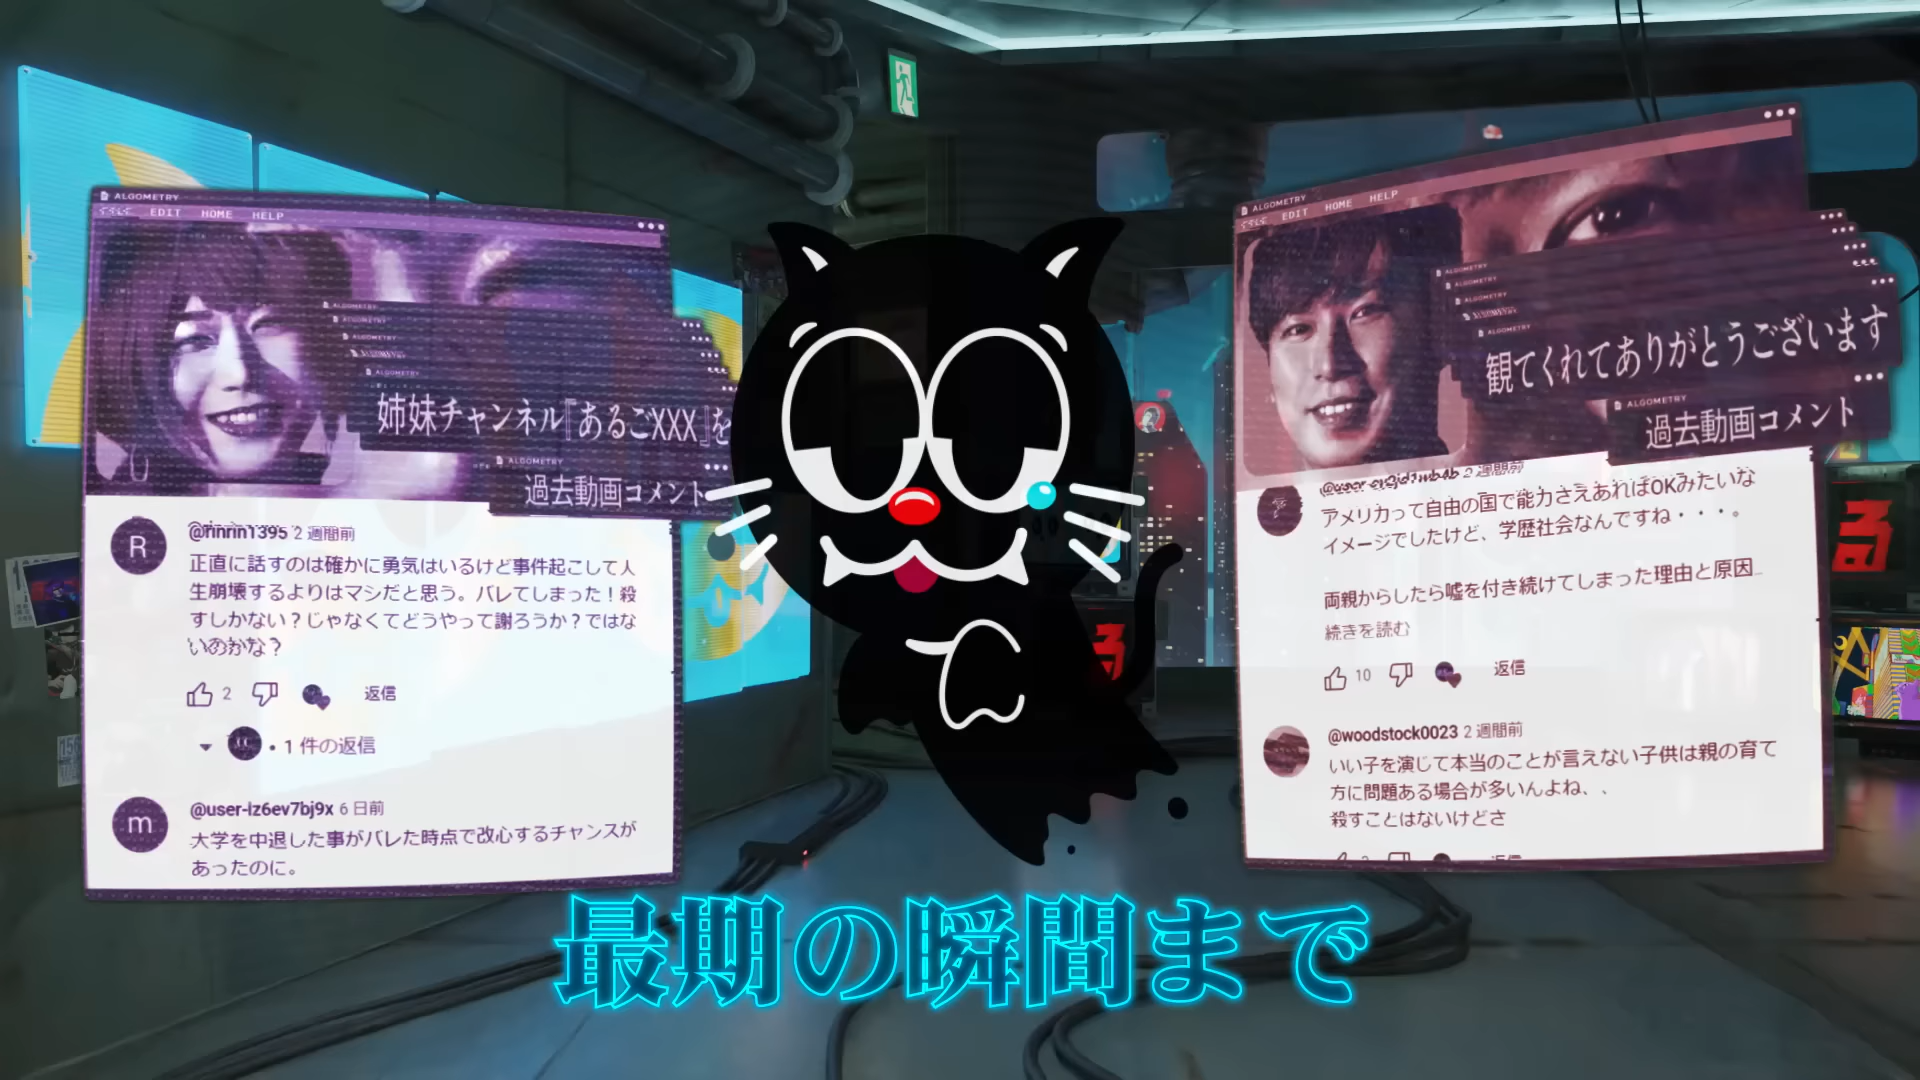 ALGOMETRY
EDIT HOME HELP
ALGOMETRY
ALGOMETRY
ALGOMETRY
ALGOMETRY
ALGOMETRY
姉妹チャンネル『あるごXXX』を
ALGOMETRY
過去動画コメント
R
@rinrin1395 2 週間前
正直に話すのは確かに勇気はいるけど事件起こして人
生崩壊するよりはマシだと思う。バレてしまった！殺
すしかない？じゃなくてどうやって謝ろうか？ではな
いのかな？
2 返信
• 1 件の返信
m
@user-iz6ev7bj9x 6 日前
大学を中退した事がバレた時点で改心するチャンスが
あったのに。
ALGOMETRY
EDIT HOME HELP
ALGOMETRY
ALGOMETRY
ALGOMETRY
ALGOMETRY
観てくれてありがとうございます
ALGOMETRY
過去動画コメント
2 週間前
アメリカって自由の国で能力さえあればOKみたいな
イメージでしたけど、学歴社会なんですね・・・。
両親からしたら嘘を付き続けてしまった理由と原因
続きを読む
10 返信
@woodstock0023 2 週間前
いい子を演じて本当のことが言えない子供は親の育て
方に問題ある場合が多いんよね、、
殺すことはないけどさ
る
る
最期の瞬間まで